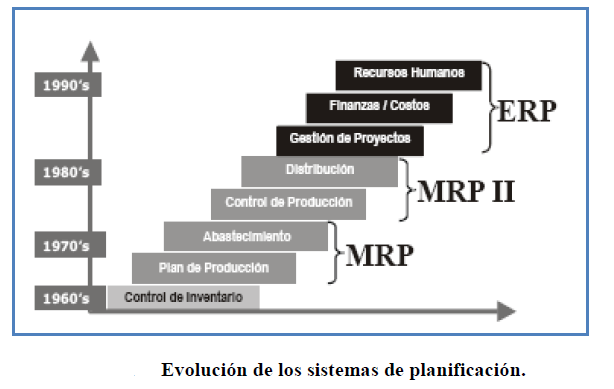 1990's
Recursos Humanos
Finanzas / Costos
Gestión de Proyectos
ERP
1980's
Distribución
Control de Producción
MRP II
1970's
Abastecimiento
Plan de Producción
MRP
1960's
Control de Inventario
Evolución de los sistemas de planificación.